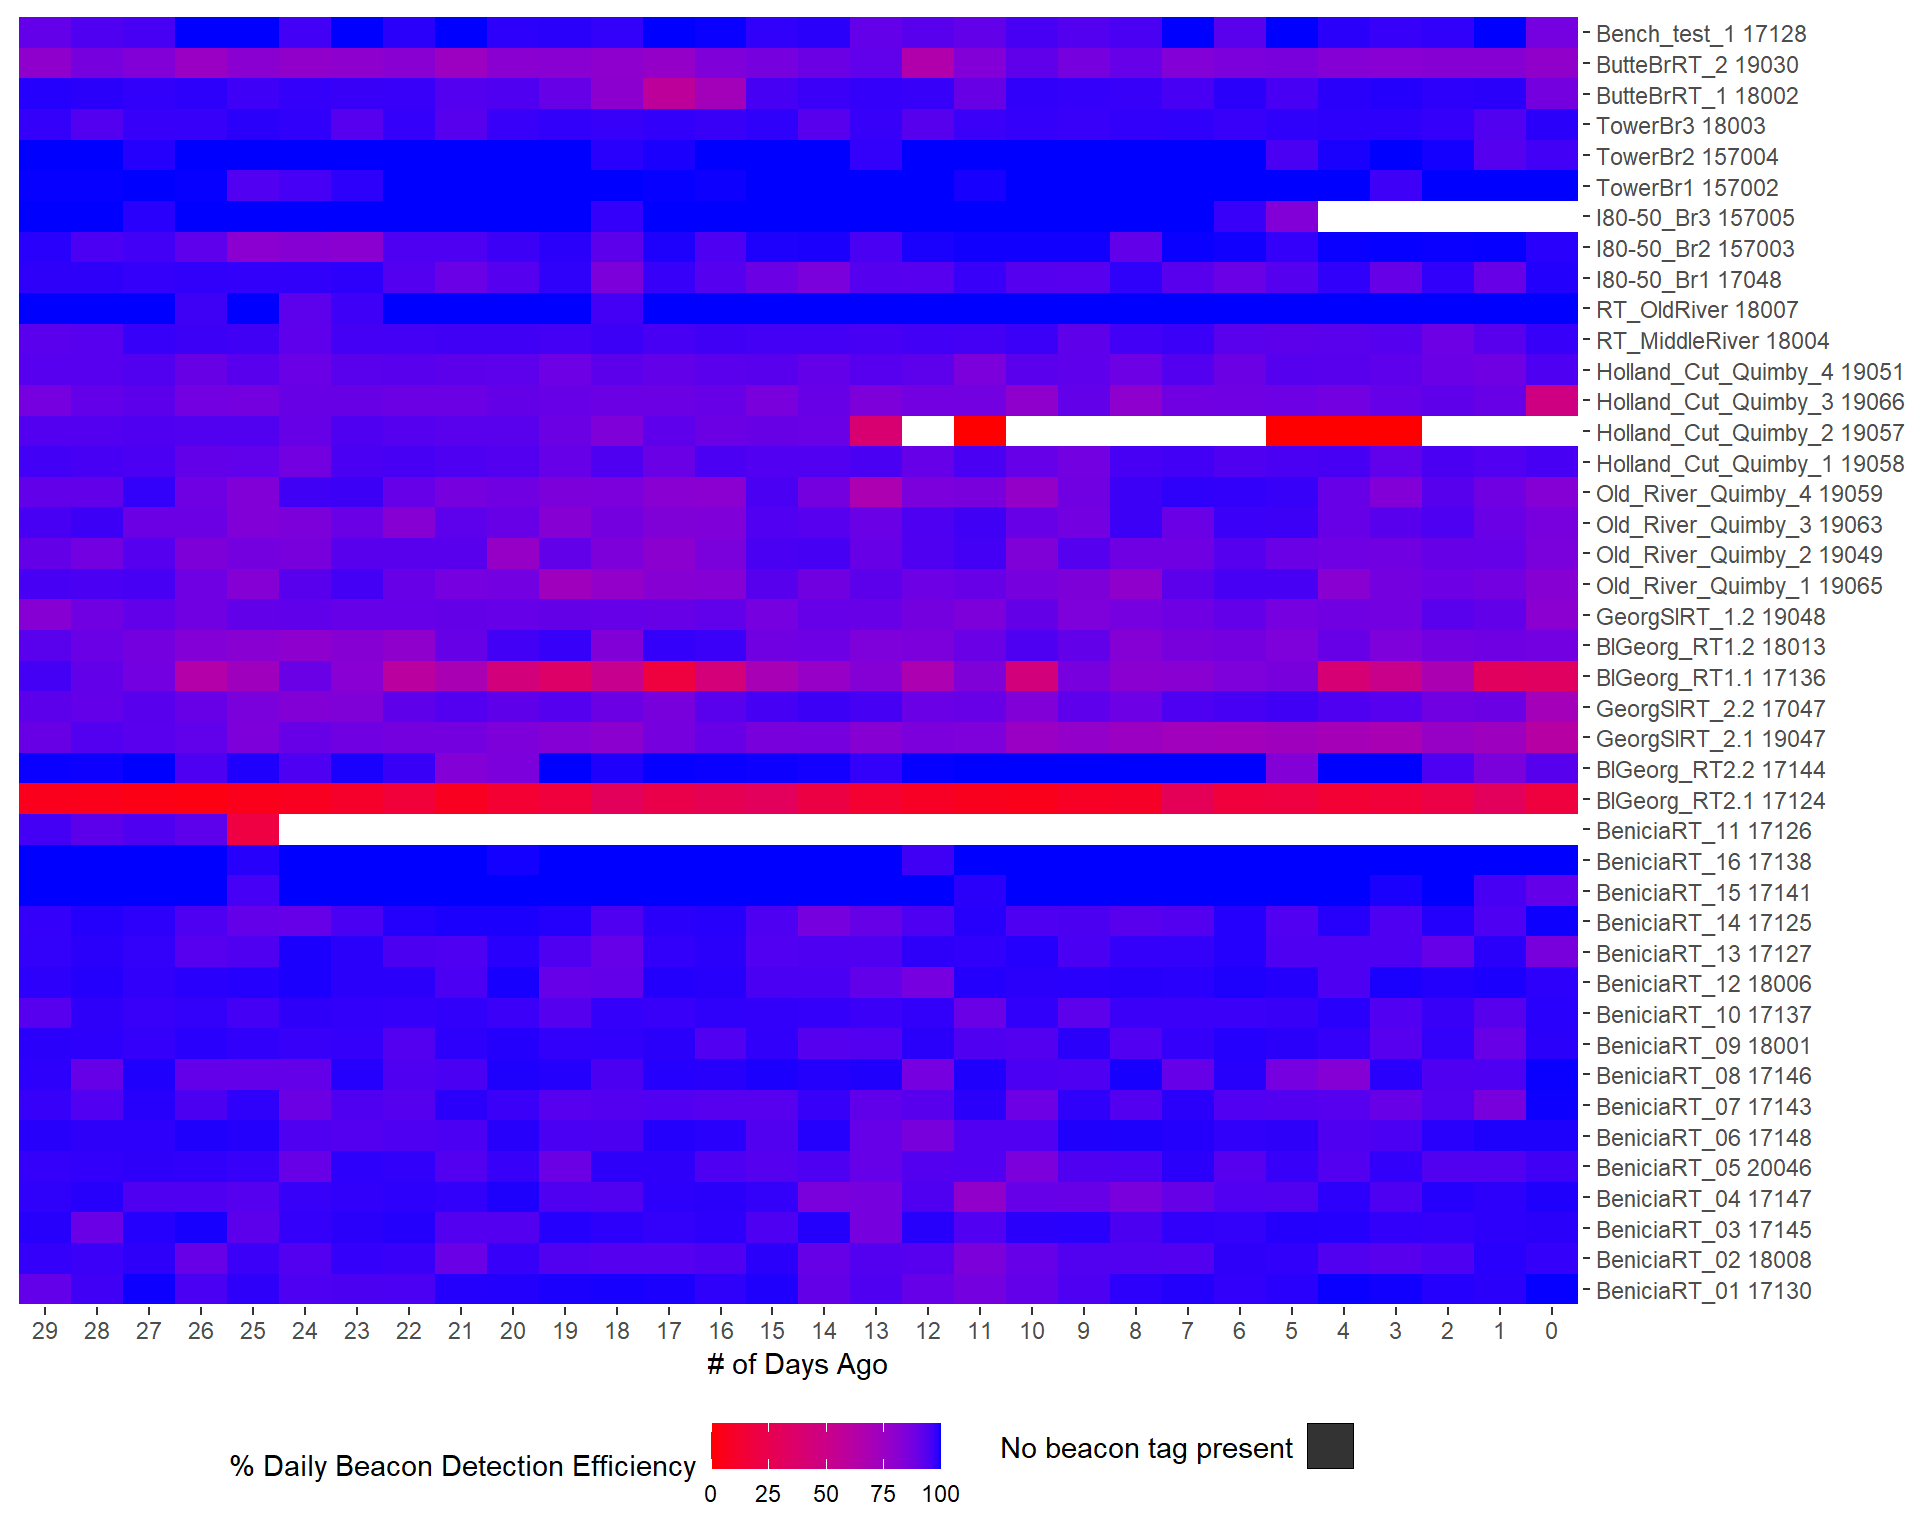 Bench_test_1 17128
ButteBrRT_2 19030
ButteBrRT_1 18002
TowerBr3 18003
TowerBr2 157004
TowerBr1 157002
I80-50_Br3 157005
I80-50_Br2 157003
I80-50_Br1 17048
RT_OldRiver 18007
RT_MiddleRiver 18004
Holland_Cut_Quimby_4 19051
Holland_Cut_Quimby_3 19066
Holland_Cut_Quimby_2 19057
Holland_Cut_Quimby_1 19058
Old_River_Quimby_4 19059
Old_River_Quimby_3 19063
Old_River_Quimby_2 19049
Old_River_Quimby_1 19065
GeorgSlRT_1.2 19048
BlGeorg_RT1.2 18013
BlGeorg_RT1.1 17136
GeorgSlRT_2.2 17047
GeorgSlRT_2.1 19047
BlGeorg_RT2.2 17144
BlGeorg_RT2.1 17124
BeniciaRT_11 17126
BeniciaRT_16 17138
BeniciaRT_15 17141
BeniciaRT_14 17125
BeniciaRT_13 17127
BeniciaRT_12 18006
BeniciaRT_10 17137
BeniciaRT_09 18001
BeniciaRT_08 17146
BeniciaRT_07 17143
BeniciaRT_06 17148
BeniciaRT_05 20046
BeniciaRT_04 17147
BeniciaRT_03 17145
BeniciaRT_02 18008
BeniciaRT_01 17130
29 28 27 26 25 24 23 22 21 20 19 18 17 16 15 14 13 12 11 10 9 8 7 6 5 4 3 2 1 0
# of Days Ago
% Daily Beacon Detection Efficiency
0 25 50 75 100
No beacon tag present